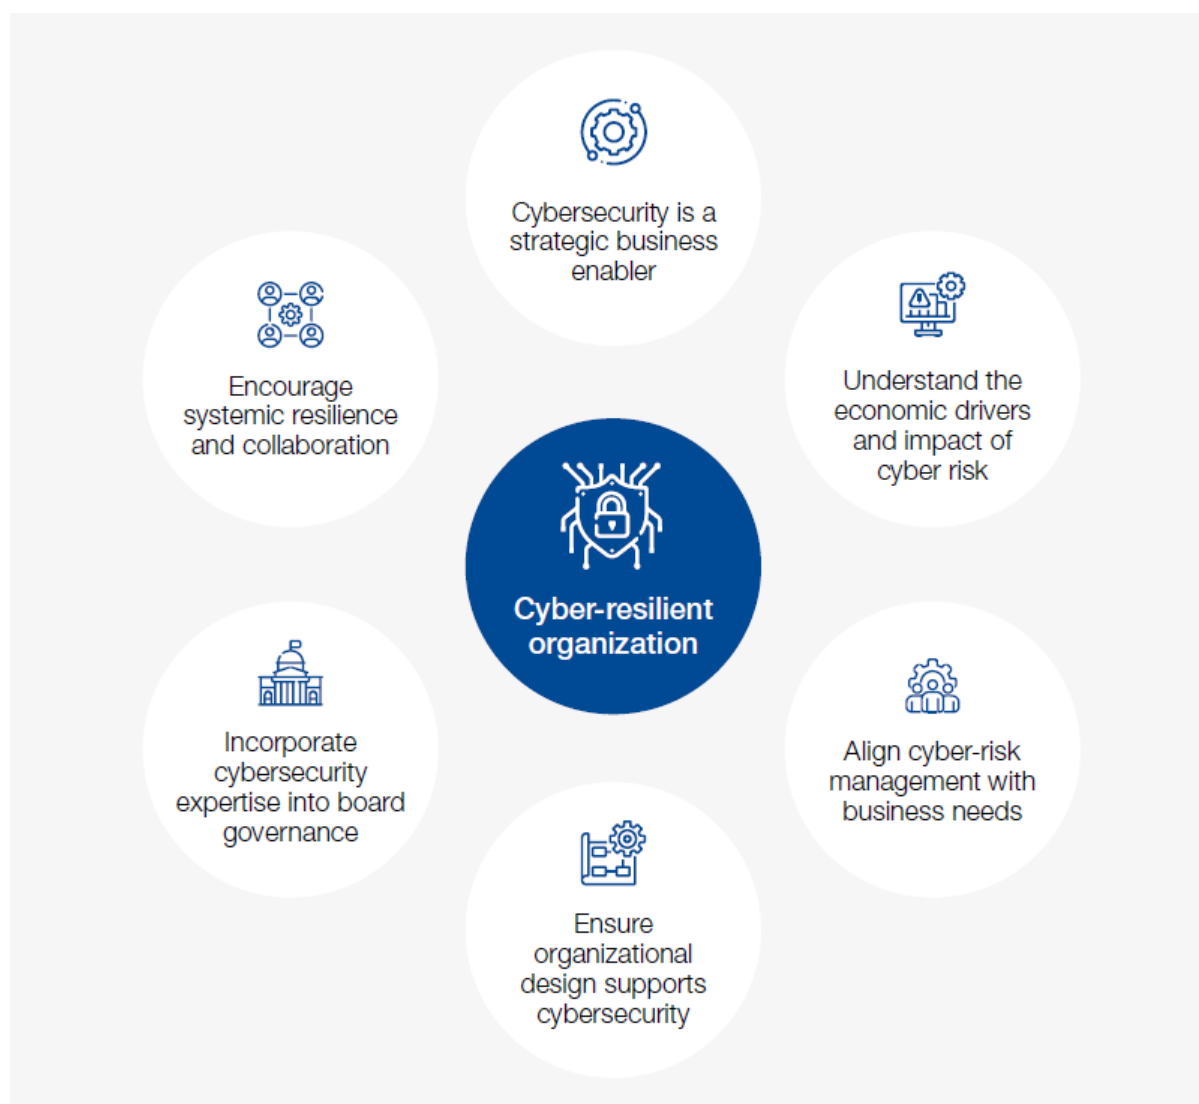 Cybersecurity is a
strategic business
enabler
Understand the
economic drivers
and impact of
cyber risk
Align cyber-risk
management with
business needs
Ensure
organizational
design supports
cybersecurity
Incorporate
cybersecurity
expertise into board
governance
Encourage
systemic resilience
and collaboration
Cyber-resilient
organization